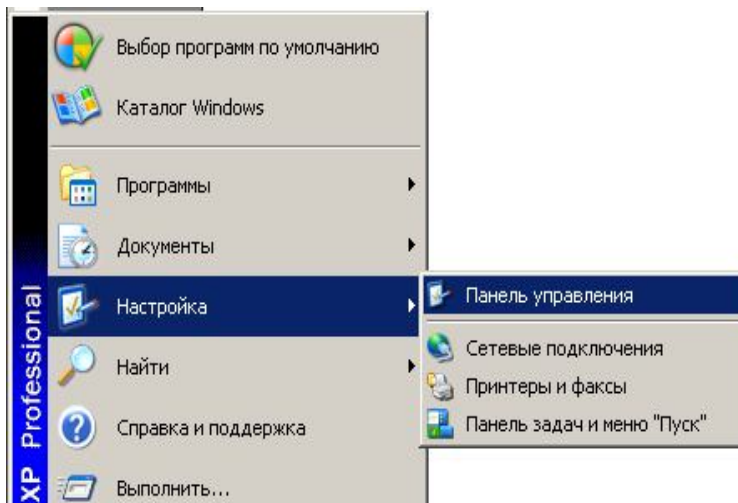 Выбор программ по умолчанию
Каталог Windows
Программы
Документы
Настройка
Найти
Справка и поддержка
Выполнить...
Панель управления
Сетевые подключения
Принтеры и факсы
Панель задач и меню "Пуск"
XP Professional